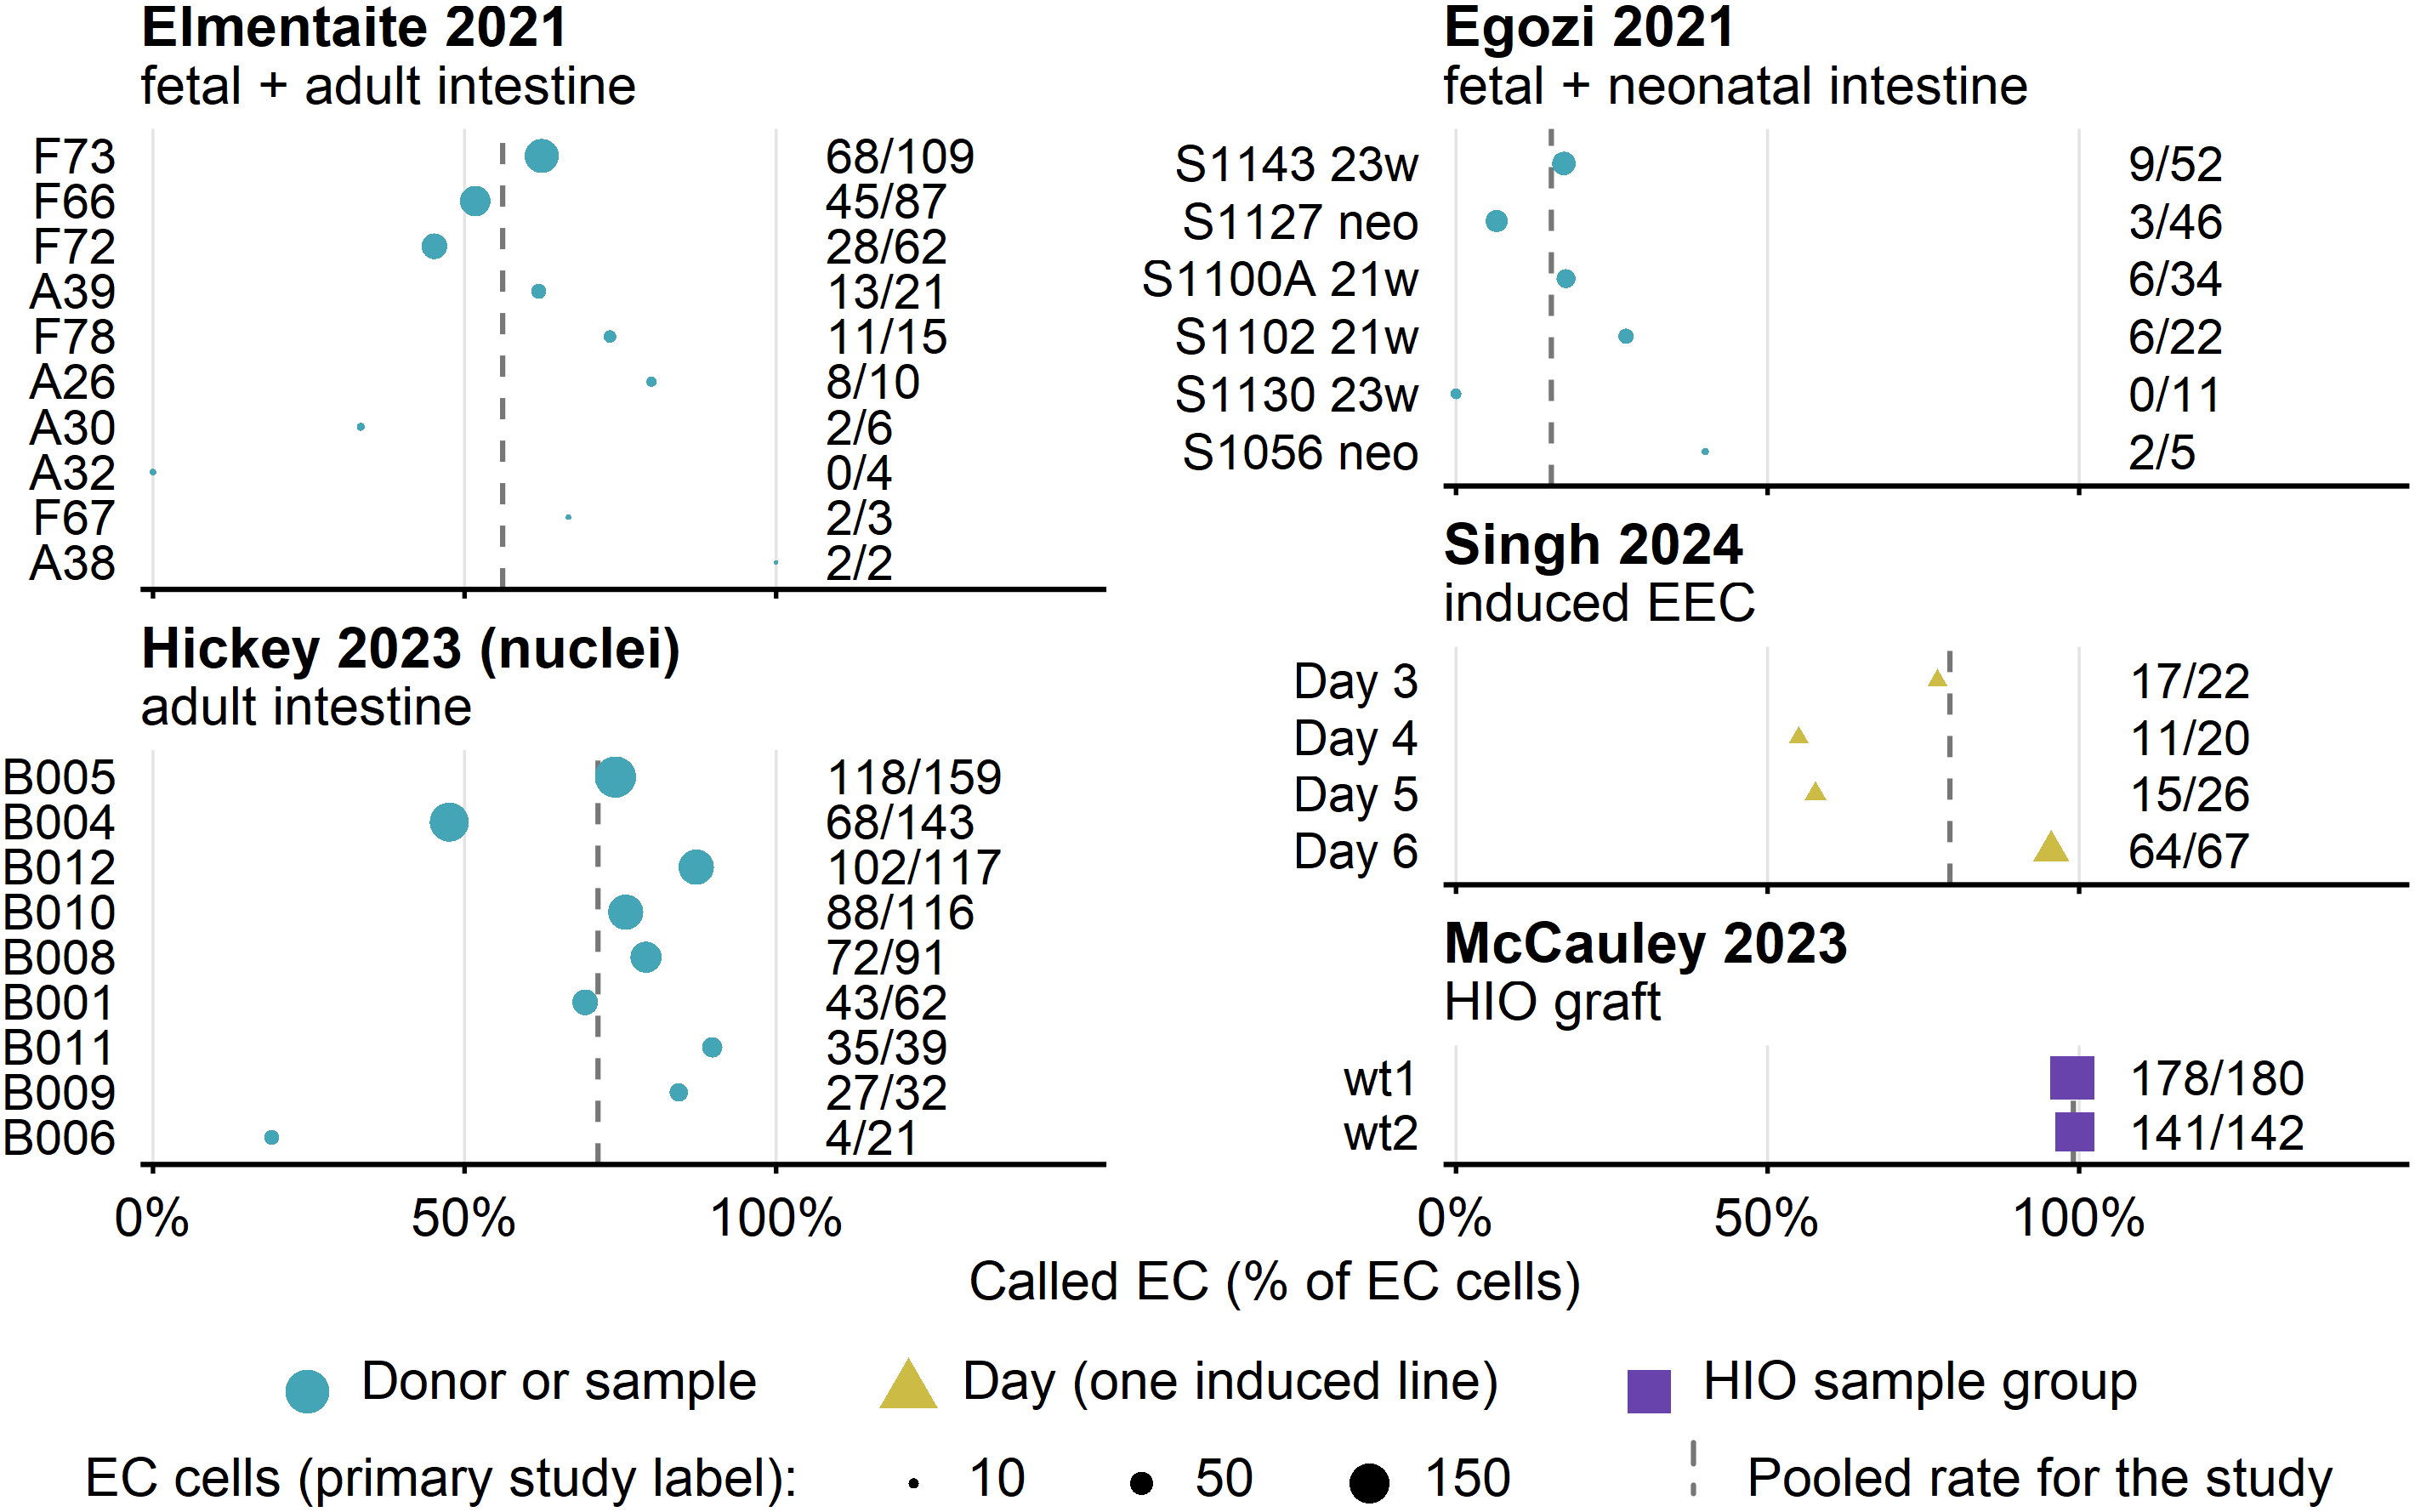 Elmentaite 2021
fetal + adult intestine
F73 68/109
F66 45/87
F72 28/62
A39 13/21
F78 11/15
A26 8/10
A30 2/6
A32 0/4
F67 2/3
A38 2/2
Hickey 2023 (nuclei)
adult intestine
B005 118/159
B004 68/143
B012 102/117
B010 88/116
B008 72/91
B001 43/62
B011 35/39
B009 27/32
B006 4/21
0% 50% 100%
Egozi 2021
fetal + neonatal intestine
S1143 23w 9/52
S1127 neo 3/46
S1100A 21w 6/34
S1102 21w 6/22
S1130 23w 0/11
S1056 neo 2/5
Singh 2024
induced EEC
Day 3 17/22
Day 4 11/20
Day 5 15/26
Day 6 64/67
McCauley 2023
HIO graft
wt1 178/180
wt2 141/142
0% 50% 100%
Called EC (% of EC cells)
Donor or sample Day (one induced line) HIO sample group
EC cells (primary study label): 10 50 150 Pooled rate for the study